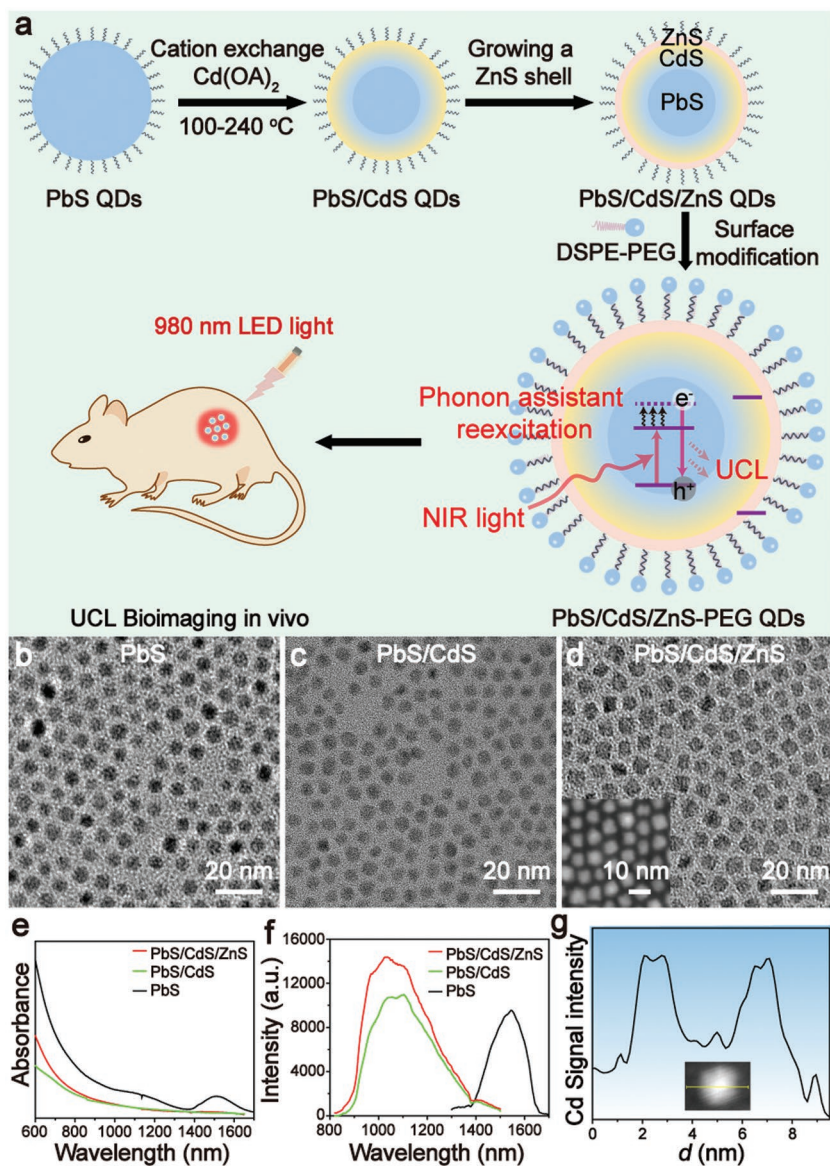 a
Cation exchange
Cd(OA)2
100-240 °C
Growing a
ZnS shell
ZnS
CdS
PbS
PbS QDs
PbS/CdS QDs
PbS/CdS/ZnS QDs
DSPE-PEG
Surface
modification
980 nm LED light
Phonon assistant
reexcitation
e-
h+
UCL
NIR light
UCL Bioimaging in vivo
PbS/CdS/ZnS-PEG QDs
b
PbS
20 nm
c
PbS/CdS
20 nm
d
PbS/CdS/ZnS
10 nm
20 nm
e
PbS/CdS/ZnS
PbS/CdS
PbS
Absorbance
600 800 1000 1200 1400 1600
Wavelength (nm)
f
16000
14000
12000
10000
8000
6000
4000
2000
0
PbS/CdS/ZnS
PbS/CdS
PbS
Intensity (a.u.)
800 1000 1200 1400 1600
Wavelength (nm)
g
Cd Signal intensity
0 2 4 6 8
d (nm)